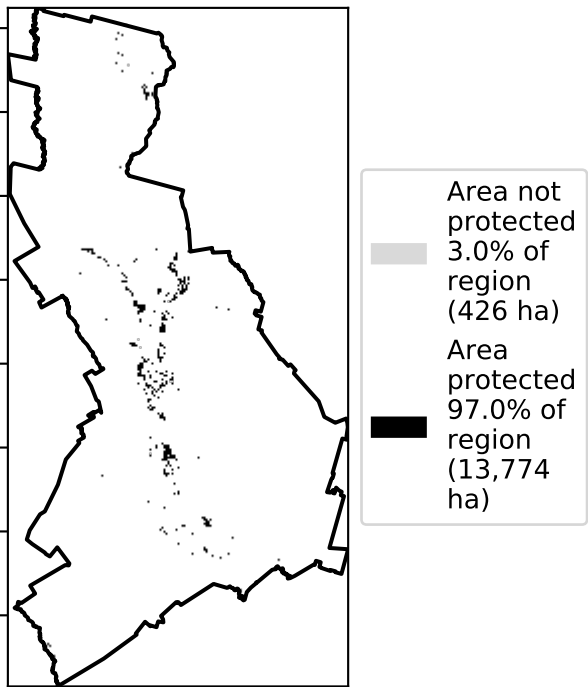 Area not
protected
3.0% of
region
(426 ha)
Area
protected
97.0% of
region
(13,774
ha)